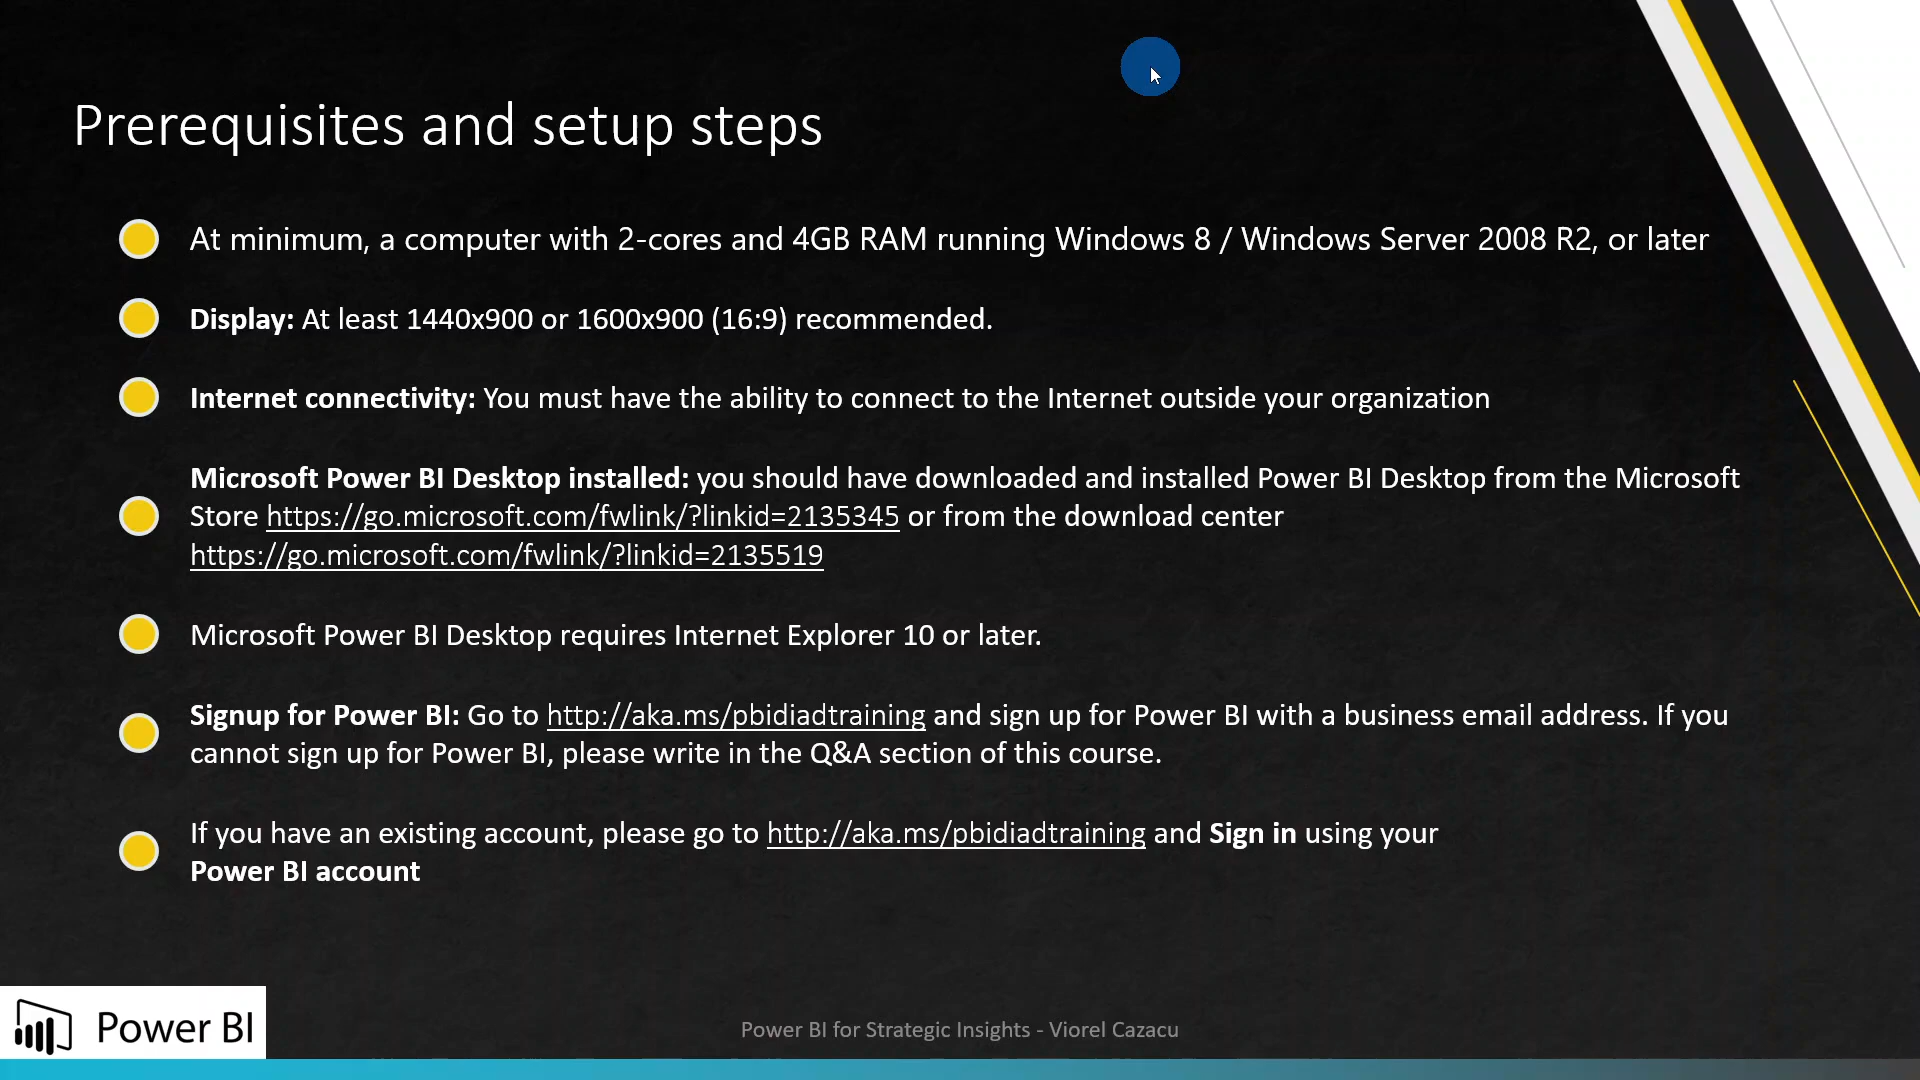 Prerequisites and setup steps
At minimum, a computer with 2-cores and 4GB RAM running Windows 8 / Windows Server 2008 R2, or later
Display: At least 1440x900 or 1600x900 (16:9) recommended.
Internet connectivity: You must have the ability to connect to the Internet outside your organization
Microsoft Power BI Desktop installed: you should have downloaded and installed Power BI Desktop from the Microsoft
Store https://go.microsoft.com/fwlink/?linkid=2135345 or from the download center
https://go.microsoft.com/fwlink/?linkid=2135519
Microsoft Power BI Desktop requires Internet Explorer 10 or later.
Signup for Power BI: Go to http://aka.ms/pbidiadtraining and sign up for Power BI with a business email address. If you
cannot sign up for Power BI, please write in the Q&A section of this course.
If you have an existing account, please go to http://aka.ms/pbidiadtraining and Sign in using your
Power BI account
Power BI
Power BI for Strategic Insights - Viorel Cazacu